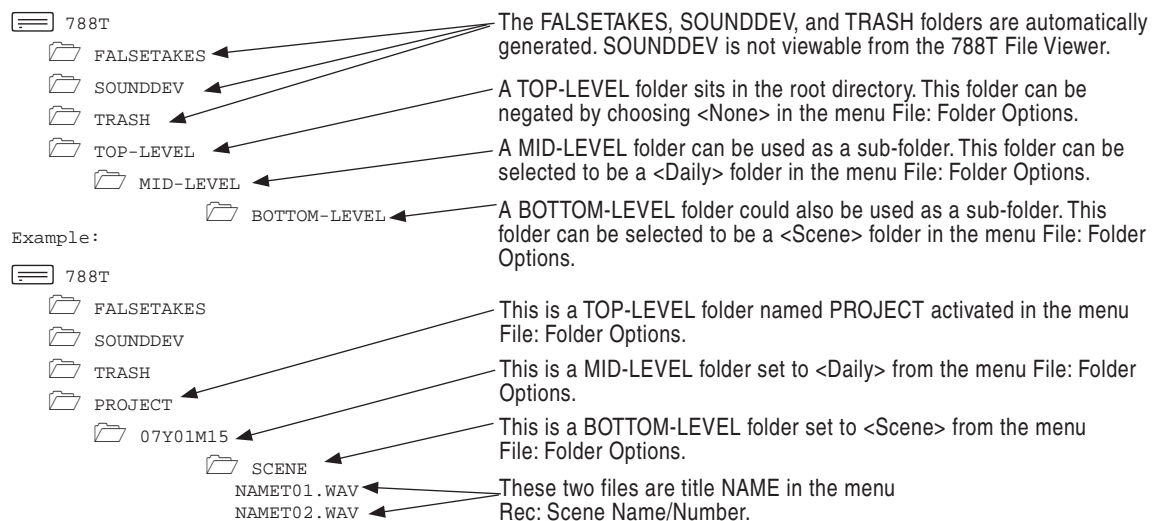 788T
FALSETAKES
SOUNDDEV
TRASH
TOP-LEVEL
MID-LEVEL
BOTTOM-LEVEL
The FALSETAKES, SOUNDDEV, and TRASH folders are automatically
generated. SOUNDDEV is not viewable from the 788T File Viewer.
A TOP-LEVEL folder sits in the root directory. This folder can be
negated by choosing <None> in the menu File: Folder Options.
A MID-LEVEL folder can be used as a sub-folder. This folder can be
selected to be a <Daily> folder in the menu File: Folder Options.
A BOTTOM-LEVEL folder could also be used as a sub-folder. This
folder can be selected to be a <Scene> folder in the menu File: Folder
Options.
Example:
788T
FALSETAKES
SOUNDDEV
TRASH
PROJECT
07Y01M15
SCENE
NAMET01.WAV
NAMET02.WAV
This is a TOP-LEVEL folder named PROJECT activated in the menu
File: Folder Options.
This is a MID-LEVEL folder set to <Daily> from the menu File: Folder
Options.
This is a BOTTOM-LEVEL folder set to <Scene> from the menu
File: Folder Options.
These two files are title NAME in the menu
Rec: Scene Name/Number.